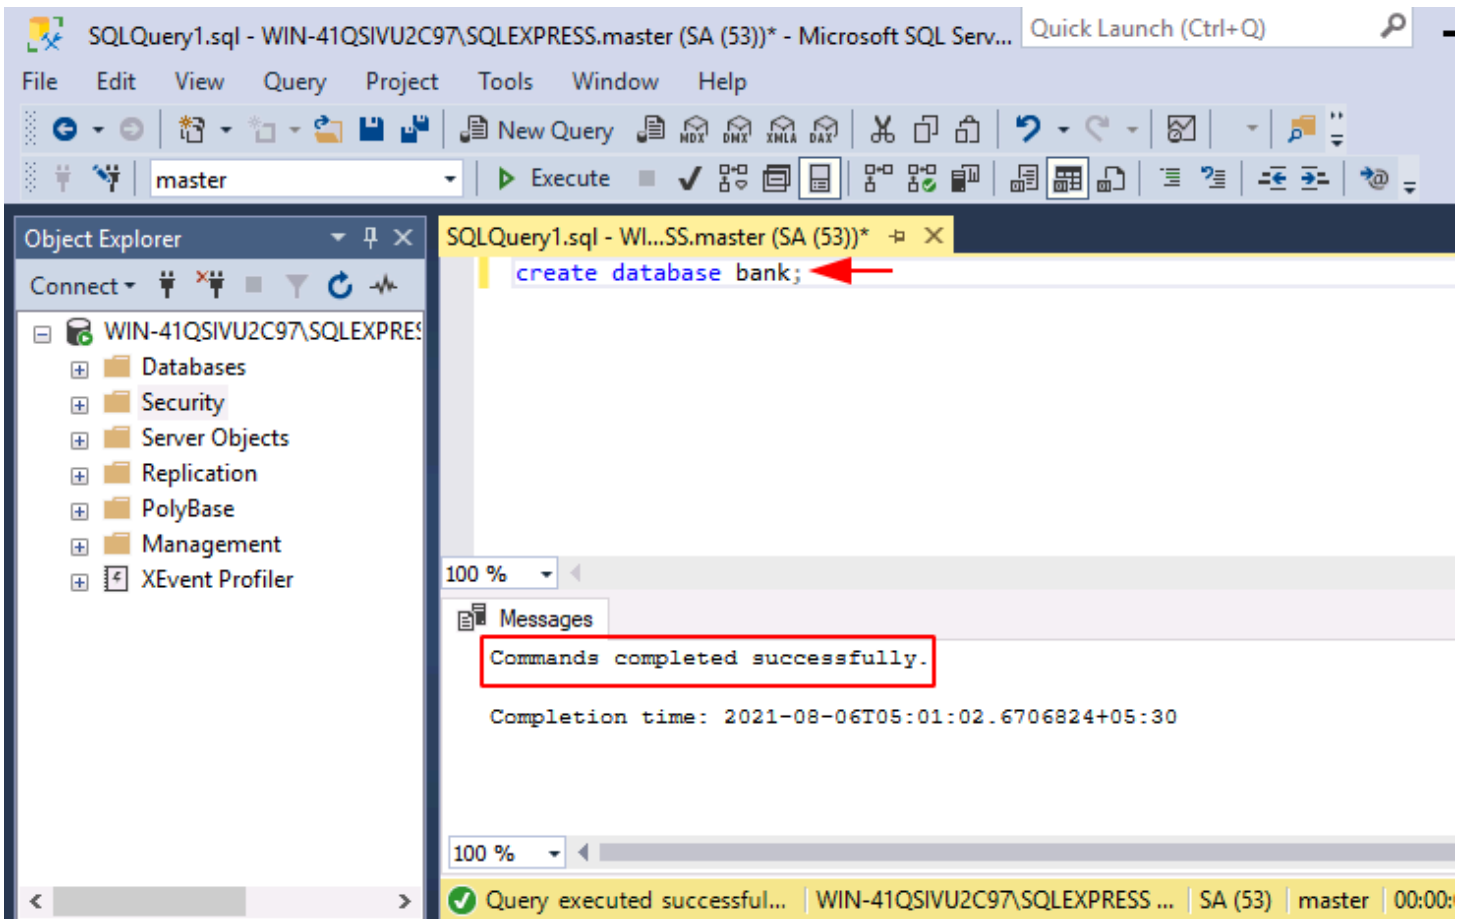 SQLQuery1.sql - WIN-41QSIVU2C97\SQLEXPRESS.master (SA (53))* - Microsoft SQL Serv...
Quick Launch (Ctrl+Q)
File Edit View Query Project Tools Window Help
New Query MDX DMX XMLA DAX
master Execute
Object Explorer
SQLQuery1.sql - WI...SS.master (SA (53))*
Connect
create database bank;
WIN-41QSIVU2C97\SQLEXPRES
Databases
Security
Server Objects
Replication
PolyBase
Management
XEvent Profiler
100 %
Messages
Commands completed successfully.
Completion time: 2021-08-06T05:01:02.6706824+05:30
100 %
Query executed successful... WIN-41QSIVU2C97\SQLEXPRESS ... SA (53) master 00:00: